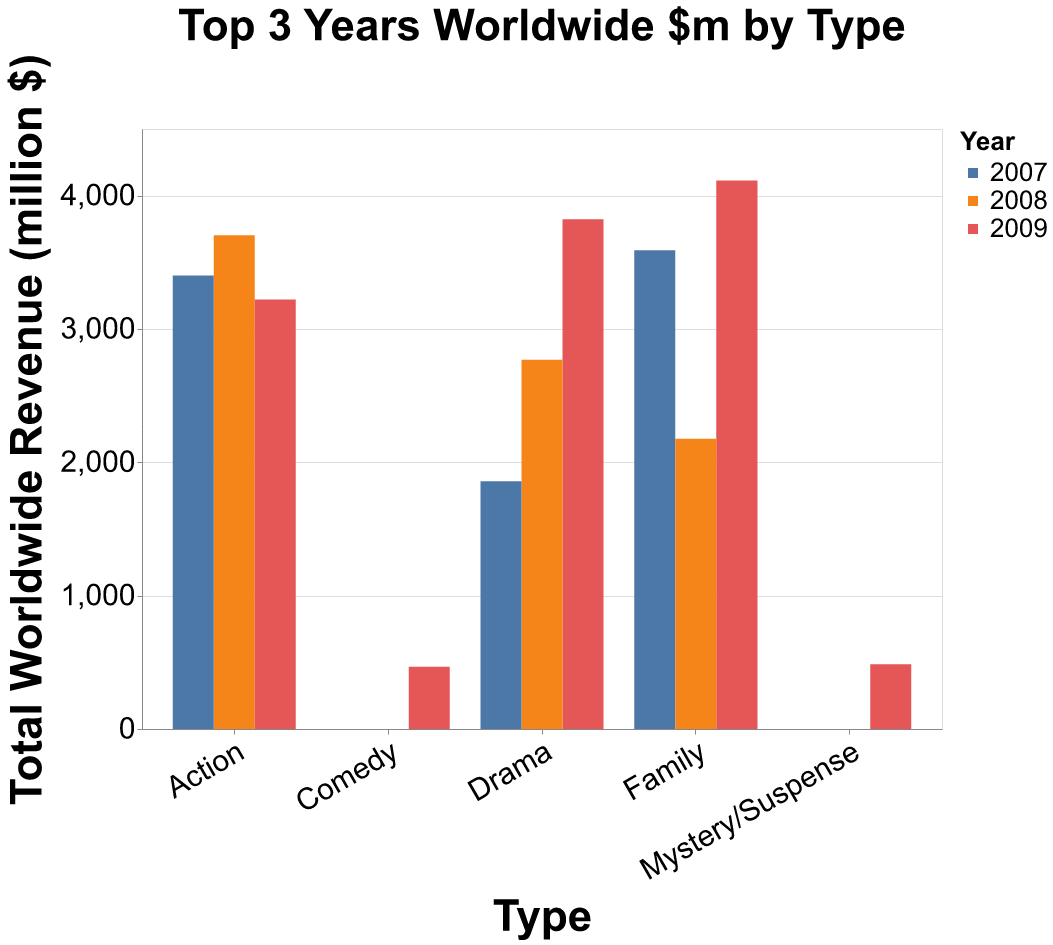 Top 3 Years Worldwide $m by Type
Total Worldwide Revenue (million $)
4,000
3,000
2,000
1,000
0
Year
2007
2008
2009
Action
Comedy
Drama
Family
Mystery/Suspense
Type